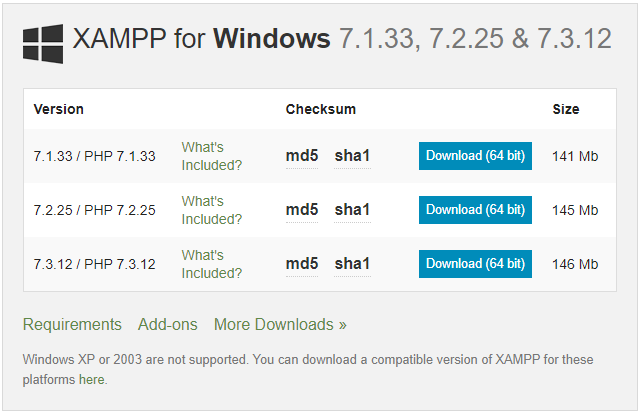 XAMPP for Windows 7.1.33, 7.2.25 & 7.3.12
Version Checksum Size
7.1.33 / PHP 7.1.33 What's Included? md5 sha1 Download (64 bit) 141 Mb
7.2.25 / PHP 7.2.25 What's Included? md5 sha1 Download (64 bit) 145 Mb
7.3.12 / PHP 7.3.12 What's Included? md5 sha1 Download (64 bit) 146 Mb
Requirements Add-ons More Downloads »
Windows XP or 2003 are not supported. You can download a compatible version of XAMPP for these
platforms here.